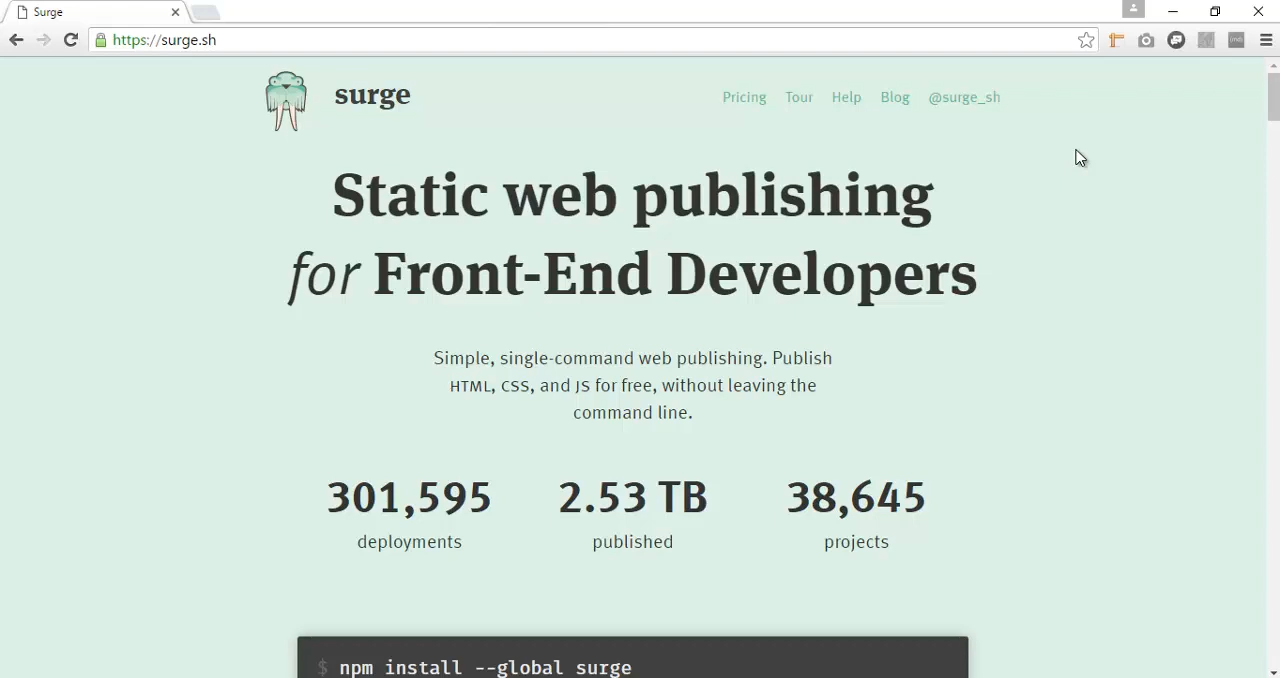 Surge
https://surge.sh
surge
Pricing Tour Help Blog @surge_sh
Static web publishing
for Front-End Developers
Simple, single-command web publishing. Publish
HTML, CSS, and JS for free, without leaving the
command line.
301,595 2.53 TB 38,645
deployments published projects
$ npm install --global surge